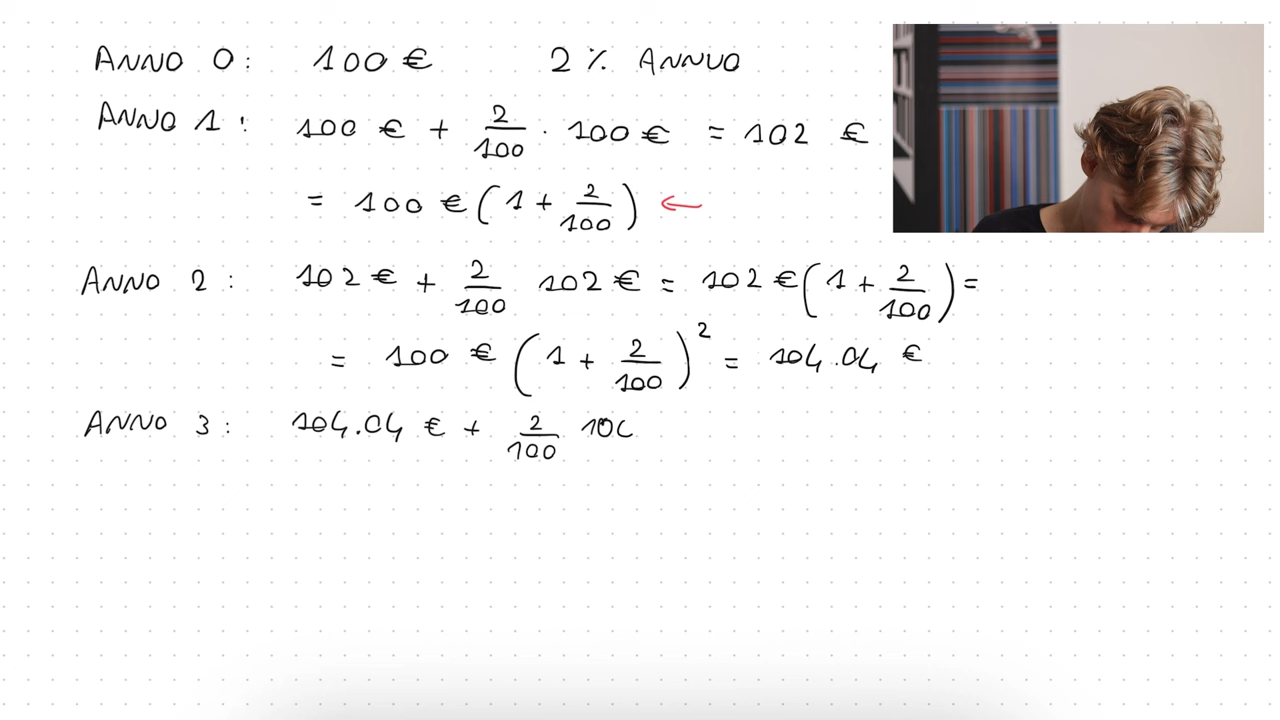 ANNO 0: 100 € 2 % ANNUO
ANNO 1: 100 € + 2/100 · 100 € = 102 €
= 100 € (1 + 2/100) ←
ANNO 2: 102 € + 2/100 102 € = 102 € (1 + 2/100) =
= 100 € (1 + 2/100)² = 104.04 €
ANNO 3: 104.04 € + 2/100 10C